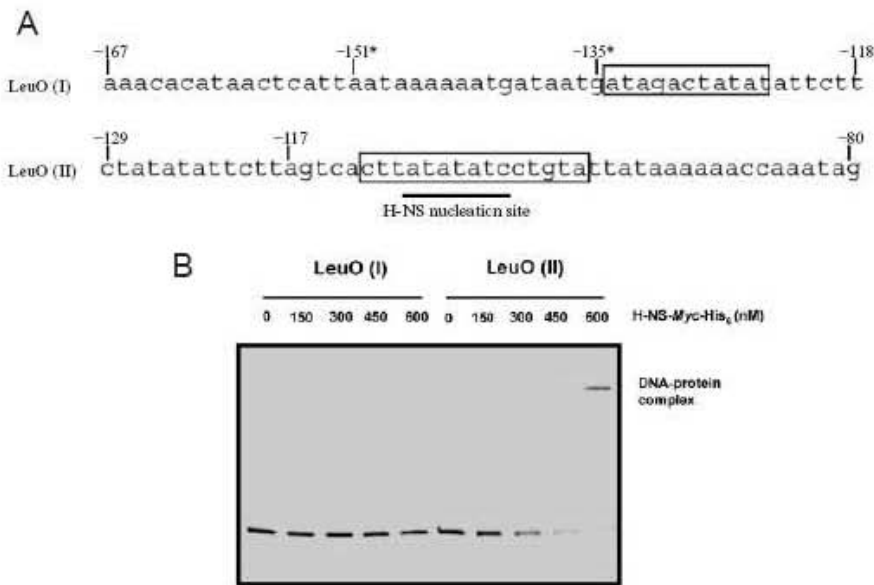 A
−167 −151* −135* −118
LeuO (I) aaacacataactcattaataaaaaatgataatgatagactatatattctt
−129 −117 −80
LeuO (II) ctatatattcttagtcacttatatatcctgtattataaaaaaccaaatag
H-NS nucleation site
B
LeuO (I) LeuO (II)
0 150 300 450 600 0 150 300 450 600 H-NS-Myc-His₆ (nM)
DNA-protein
complex